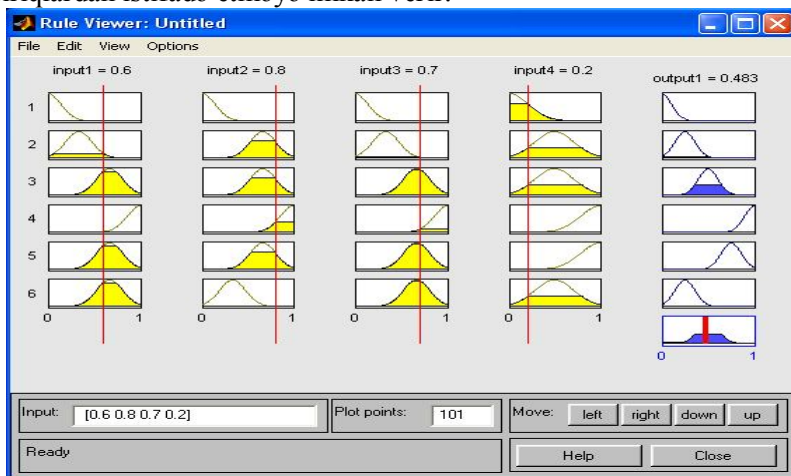 Rule Viewer: Untitled
File Edit View Options
input1 = 0.6 input2 = 0.8 input3 = 0.7 input4 = 0.2 output1 = 0.483
1
2
3
4
5
6
0 1 0 1 0 1 0 1
0 1
Input: [0.6 0.8 0.7 0.2] Plot points: 101 Move: left right down up
Ready Help Close